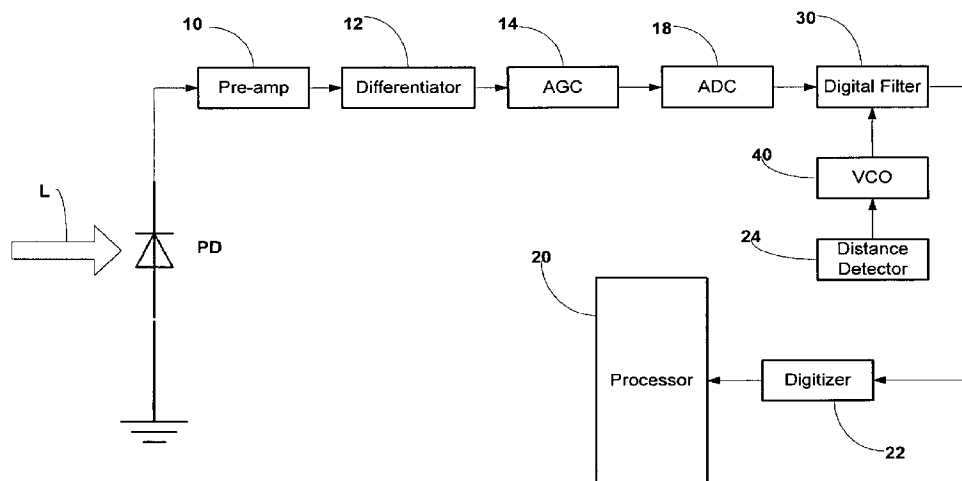 10
12
14
18
30
Pre-amp
Differentiator
AGC
ADC
Digital Filter
40
VCO
L
PD
24
Distance
Detector
20
Processor
Digitizer
22